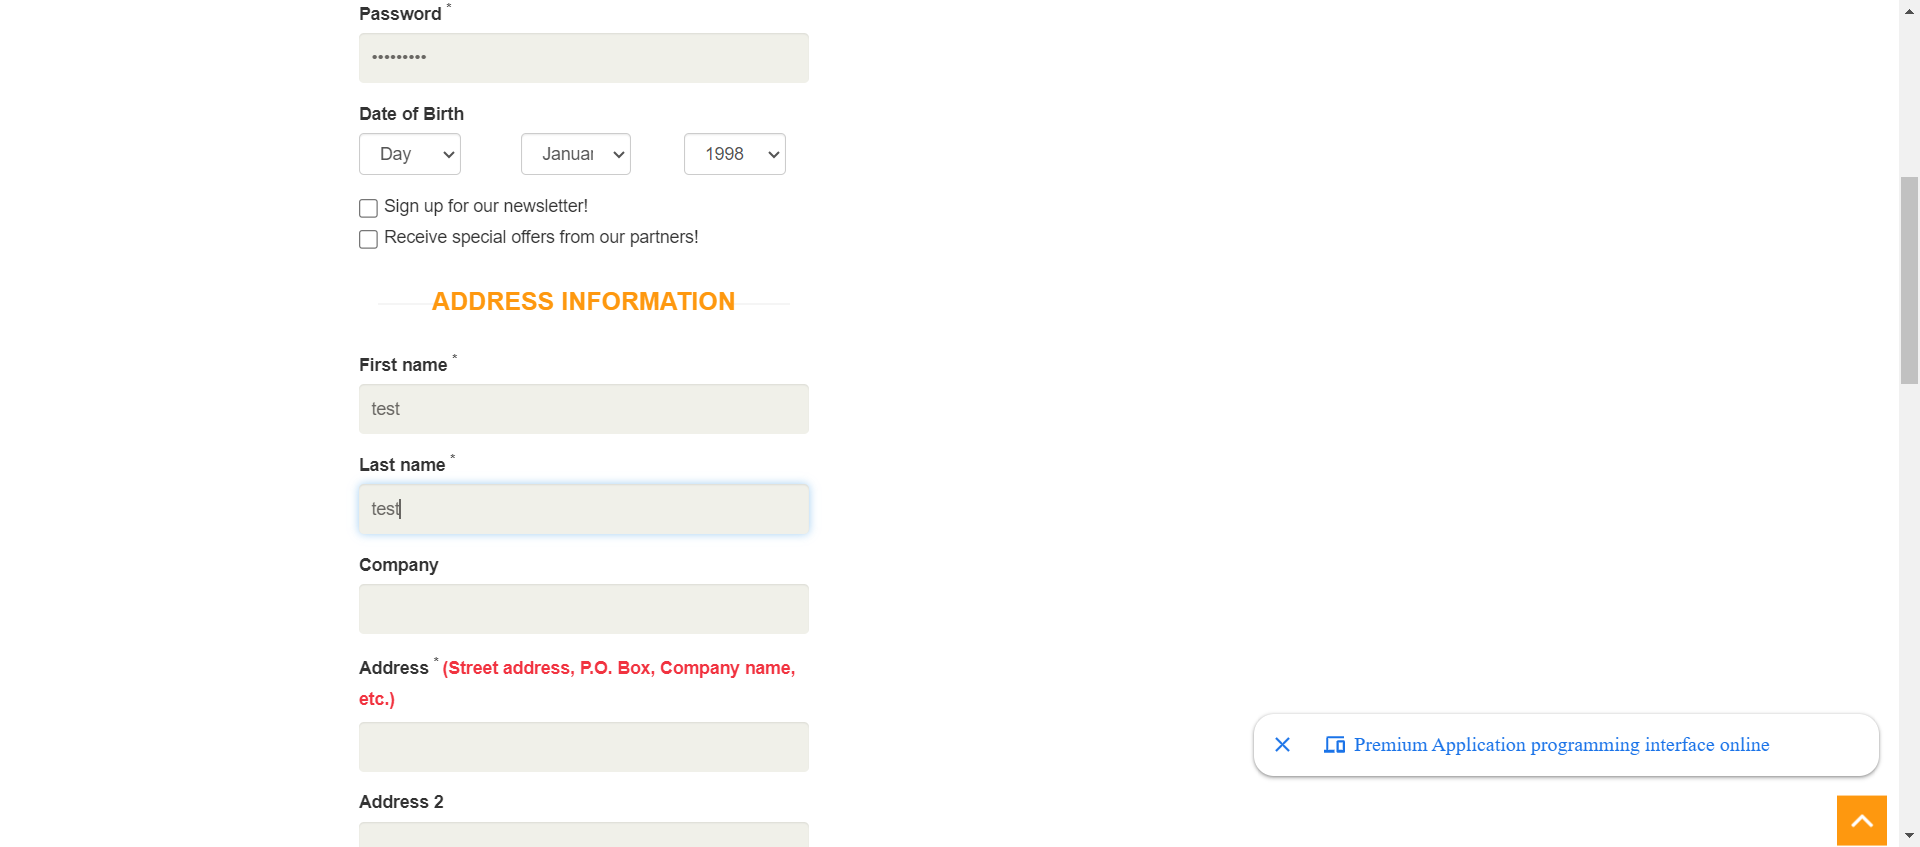 Password *
•••••••••
Date of Birth
Day Januar 1998
Sign up for our newsletter!
Receive special offers from our partners!
ADDRESS INFORMATION
First name *
test
Last name *
test
Company
Address * (Street address, P.O. Box, Company name,
etc.)
Premium Application programming interface online
Address 2